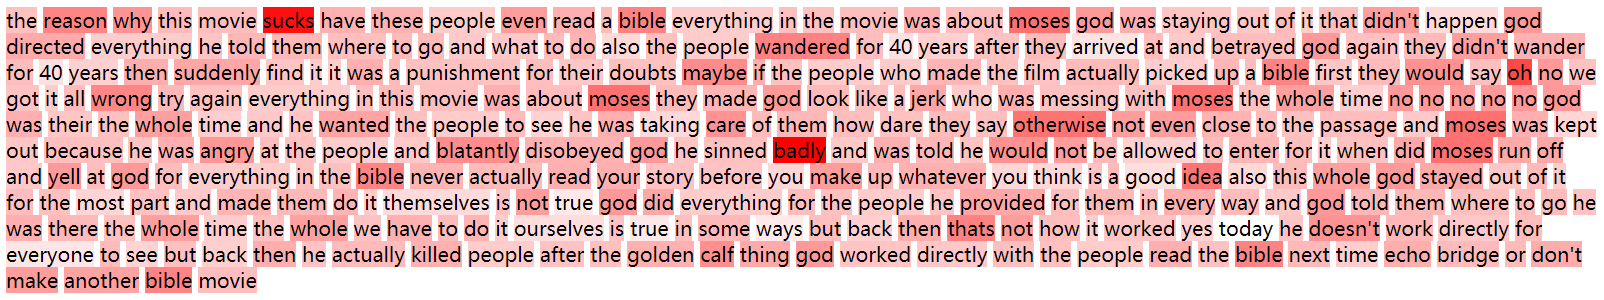 the reason why this movie sucks have these people even read a bible everything in the movie was about moses god was staying out of it that didn't happen god
directed everything he told them where to go and what to do also the people wandered for 40 years after they arrived at and betrayed god again they didn't wander
for 40 years then suddenly find it it was a punishment for their doubts maybe if the people who made the film actually picked up a bible first they would say oh no we
got it all wrong try again everything in this movie was about moses they made god look like a jerk who was messing with moses the whole time no no no no no god
was their the whole time and he wanted the people to see he was taking care of them how dare they say otherwise not even close to the passage and moses was kept
out because he was angry at the people and blatantly disobeyed god he sinned badly and was told he would not be allowed to enter for it when did moses run off
and yell at god for everything in the bible never actually read your story before you make up whatever you think is a good idea also this whole god stayed out of it
for the most part and made them do it themselves is not true god did everything for the people he provided for them in every way and god told them where to go he
was there the whole time the whole we have to do it ourselves is true in some ways but back then thats not how it worked yes today he doesn't work directly for
everyone to see but back then he actually killed people after the golden calf thing god worked directly with the people read the bible next time echo bridge or don't
make another bible movie